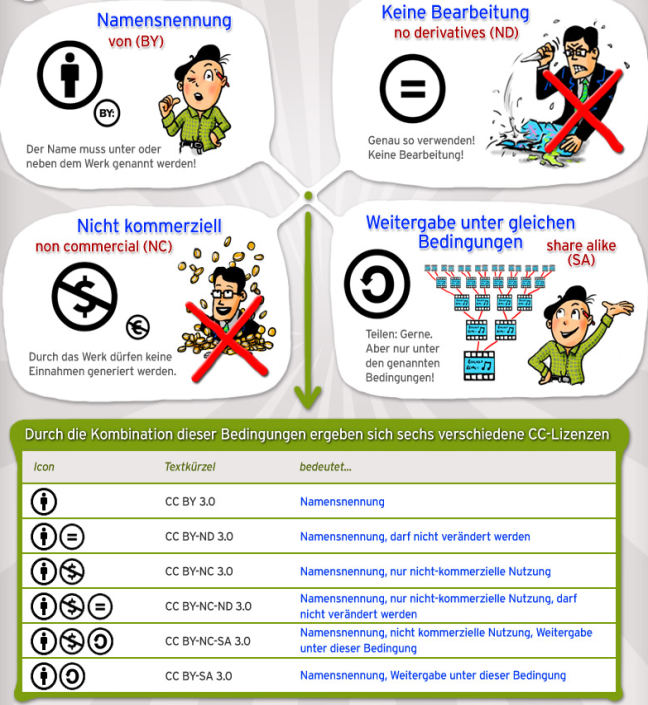 Namensnennung
von (BY)
BY:
Der Name muss unter oder
neben dem Werk genannt werden!
Keine Bearbeitung
no derivatives (ND)
Genau so verwenden!
Keine Bearbeitung!
Nicht kommerziell
non commercial (NC)
Durch das Werk dürfen keine
Einnahmen generiert werden.
Weitergabe unter gleichen
Bedingungen
share alike
(SA)
Teilen: Gerne.
Aber nur unter
den genannten
Bedingungen!
Durch die Kombination dieser Bedingungen ergeben sich sechs verschiedene CC-Lizenzen
Icon Textkürzel bedeutet...
CC BY 3.0 Namensnennung
CC BY-ND 3.0 Namensnennung, darf nicht verändert werden
CC BY-NC 3.0 Namensnennung, nur nicht-kommerzielle Nutzung
CC BY-NC-ND 3.0 Namensnennung, nur nicht-kommerzielle Nutzung, darf
nicht verändert werden
CC BY-NC-SA 3.0 Namensnennung, nicht kommerzielle Nutzung, Weitergabe
unter dieser Bedingung
CC BY-SA 3.0 Namensnennung, Weitergabe unter dieser Bedingung